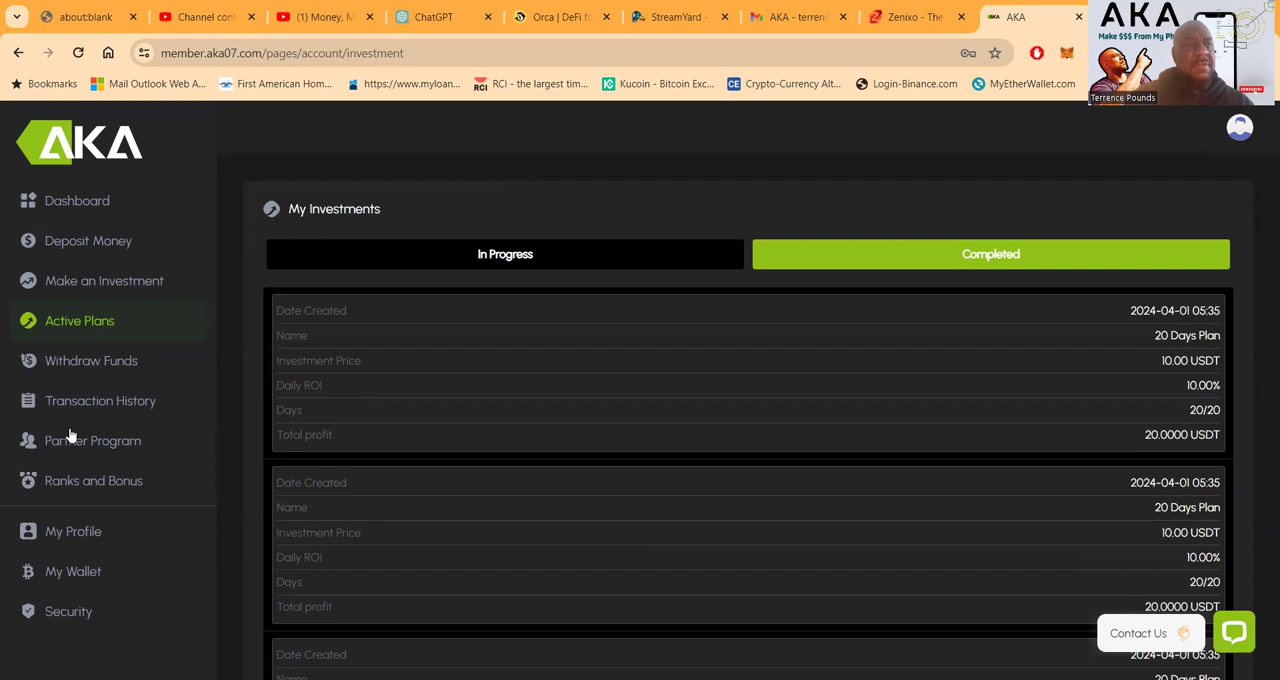 about:blank
Channel con
(1) Money, M
ChatGPT
Orca | DeFi fo
StreamYard -
AKA - terren
Zenixo - The
AKA
member.aka07.com/pages/account/investment
Bookmarks
Mail Outlook Web A...
First American Hom...
https://www.myloan...
RCI - the largest tim...
Kucoin - Bitcoin Exc...
Crypto-Currency Alt...
Login-Binance.com
MyEtherWallet.com
AKA
Make $$$ From My Ph
Terrence Pounds
SUBSCRIBE
AKA
Dashboard
Deposit Money
Make an Investment
Active Plans
Withdraw Funds
Transaction History
Partner Program
Ranks and Bonus
My Profile
My Wallet
Security
My Investments
In Progress
Completed
Date Created 2024-04-01 05:35
Name 20 Days Plan
Investment Price 10.00 USDT
Daily ROI 10.00%
Days 20/20
Total profit 20.0000 USDT
Date Created 2024-04-01 05:35
Name 20 Days Plan
Investment Price 10.00 USDT
Daily ROI 10.00%
Days 20/20
Total profit 20.0000 USDT
Date Created 2024-04-01 05:35
Name 20 Days Plan
Contact Us